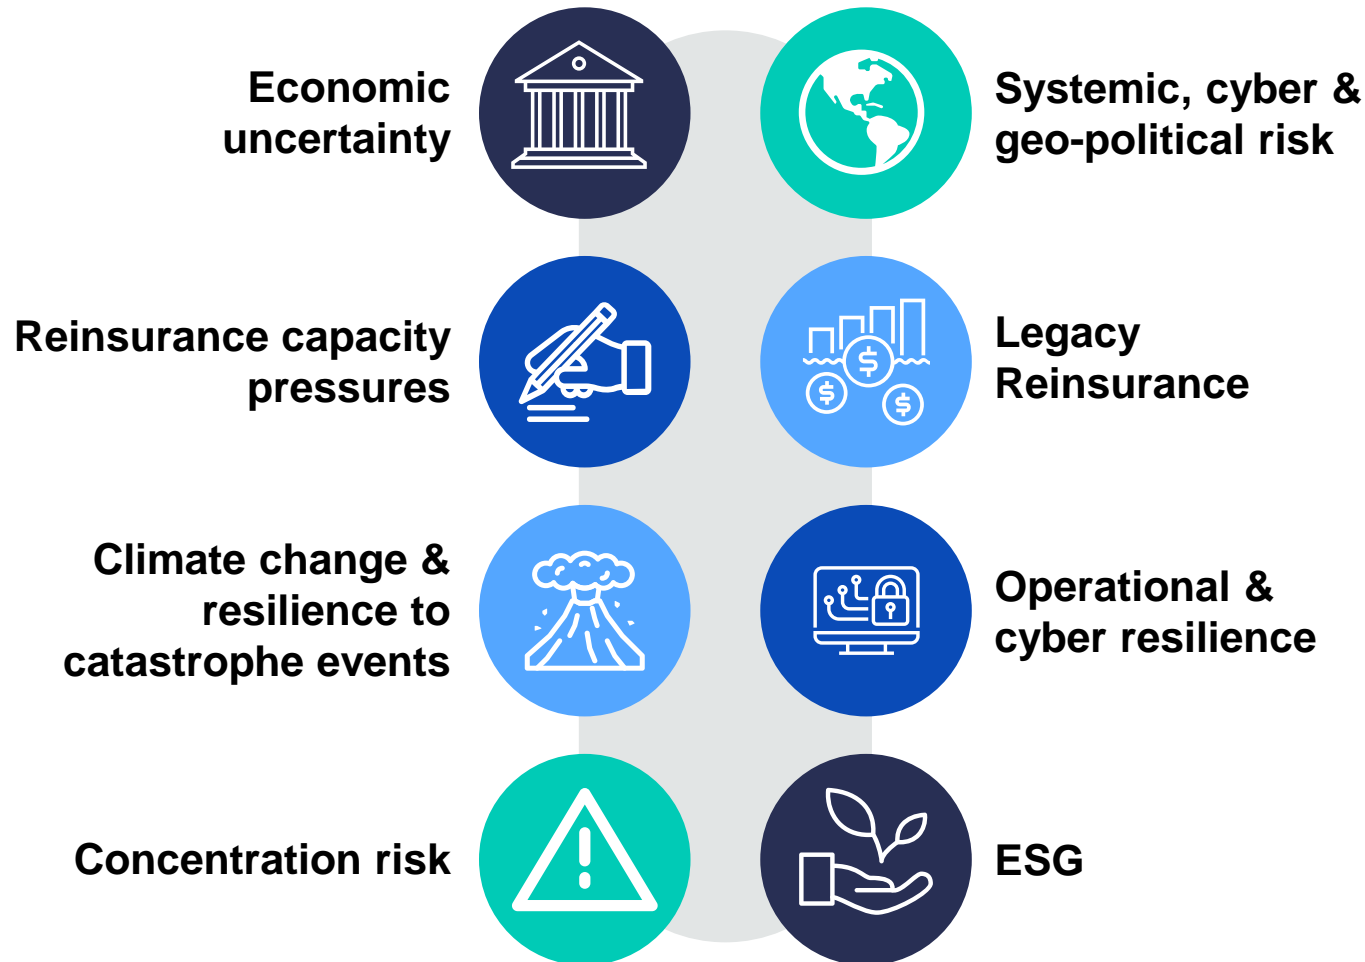 Economic
uncertainty
Systemic, cyber &
geo-political risk
Reinsurance capacity
pressures
Legacy
Reinsurance
Climate change &
resilience to
catastrophe events
Operational &
cyber resilience
Concentration risk
ESG